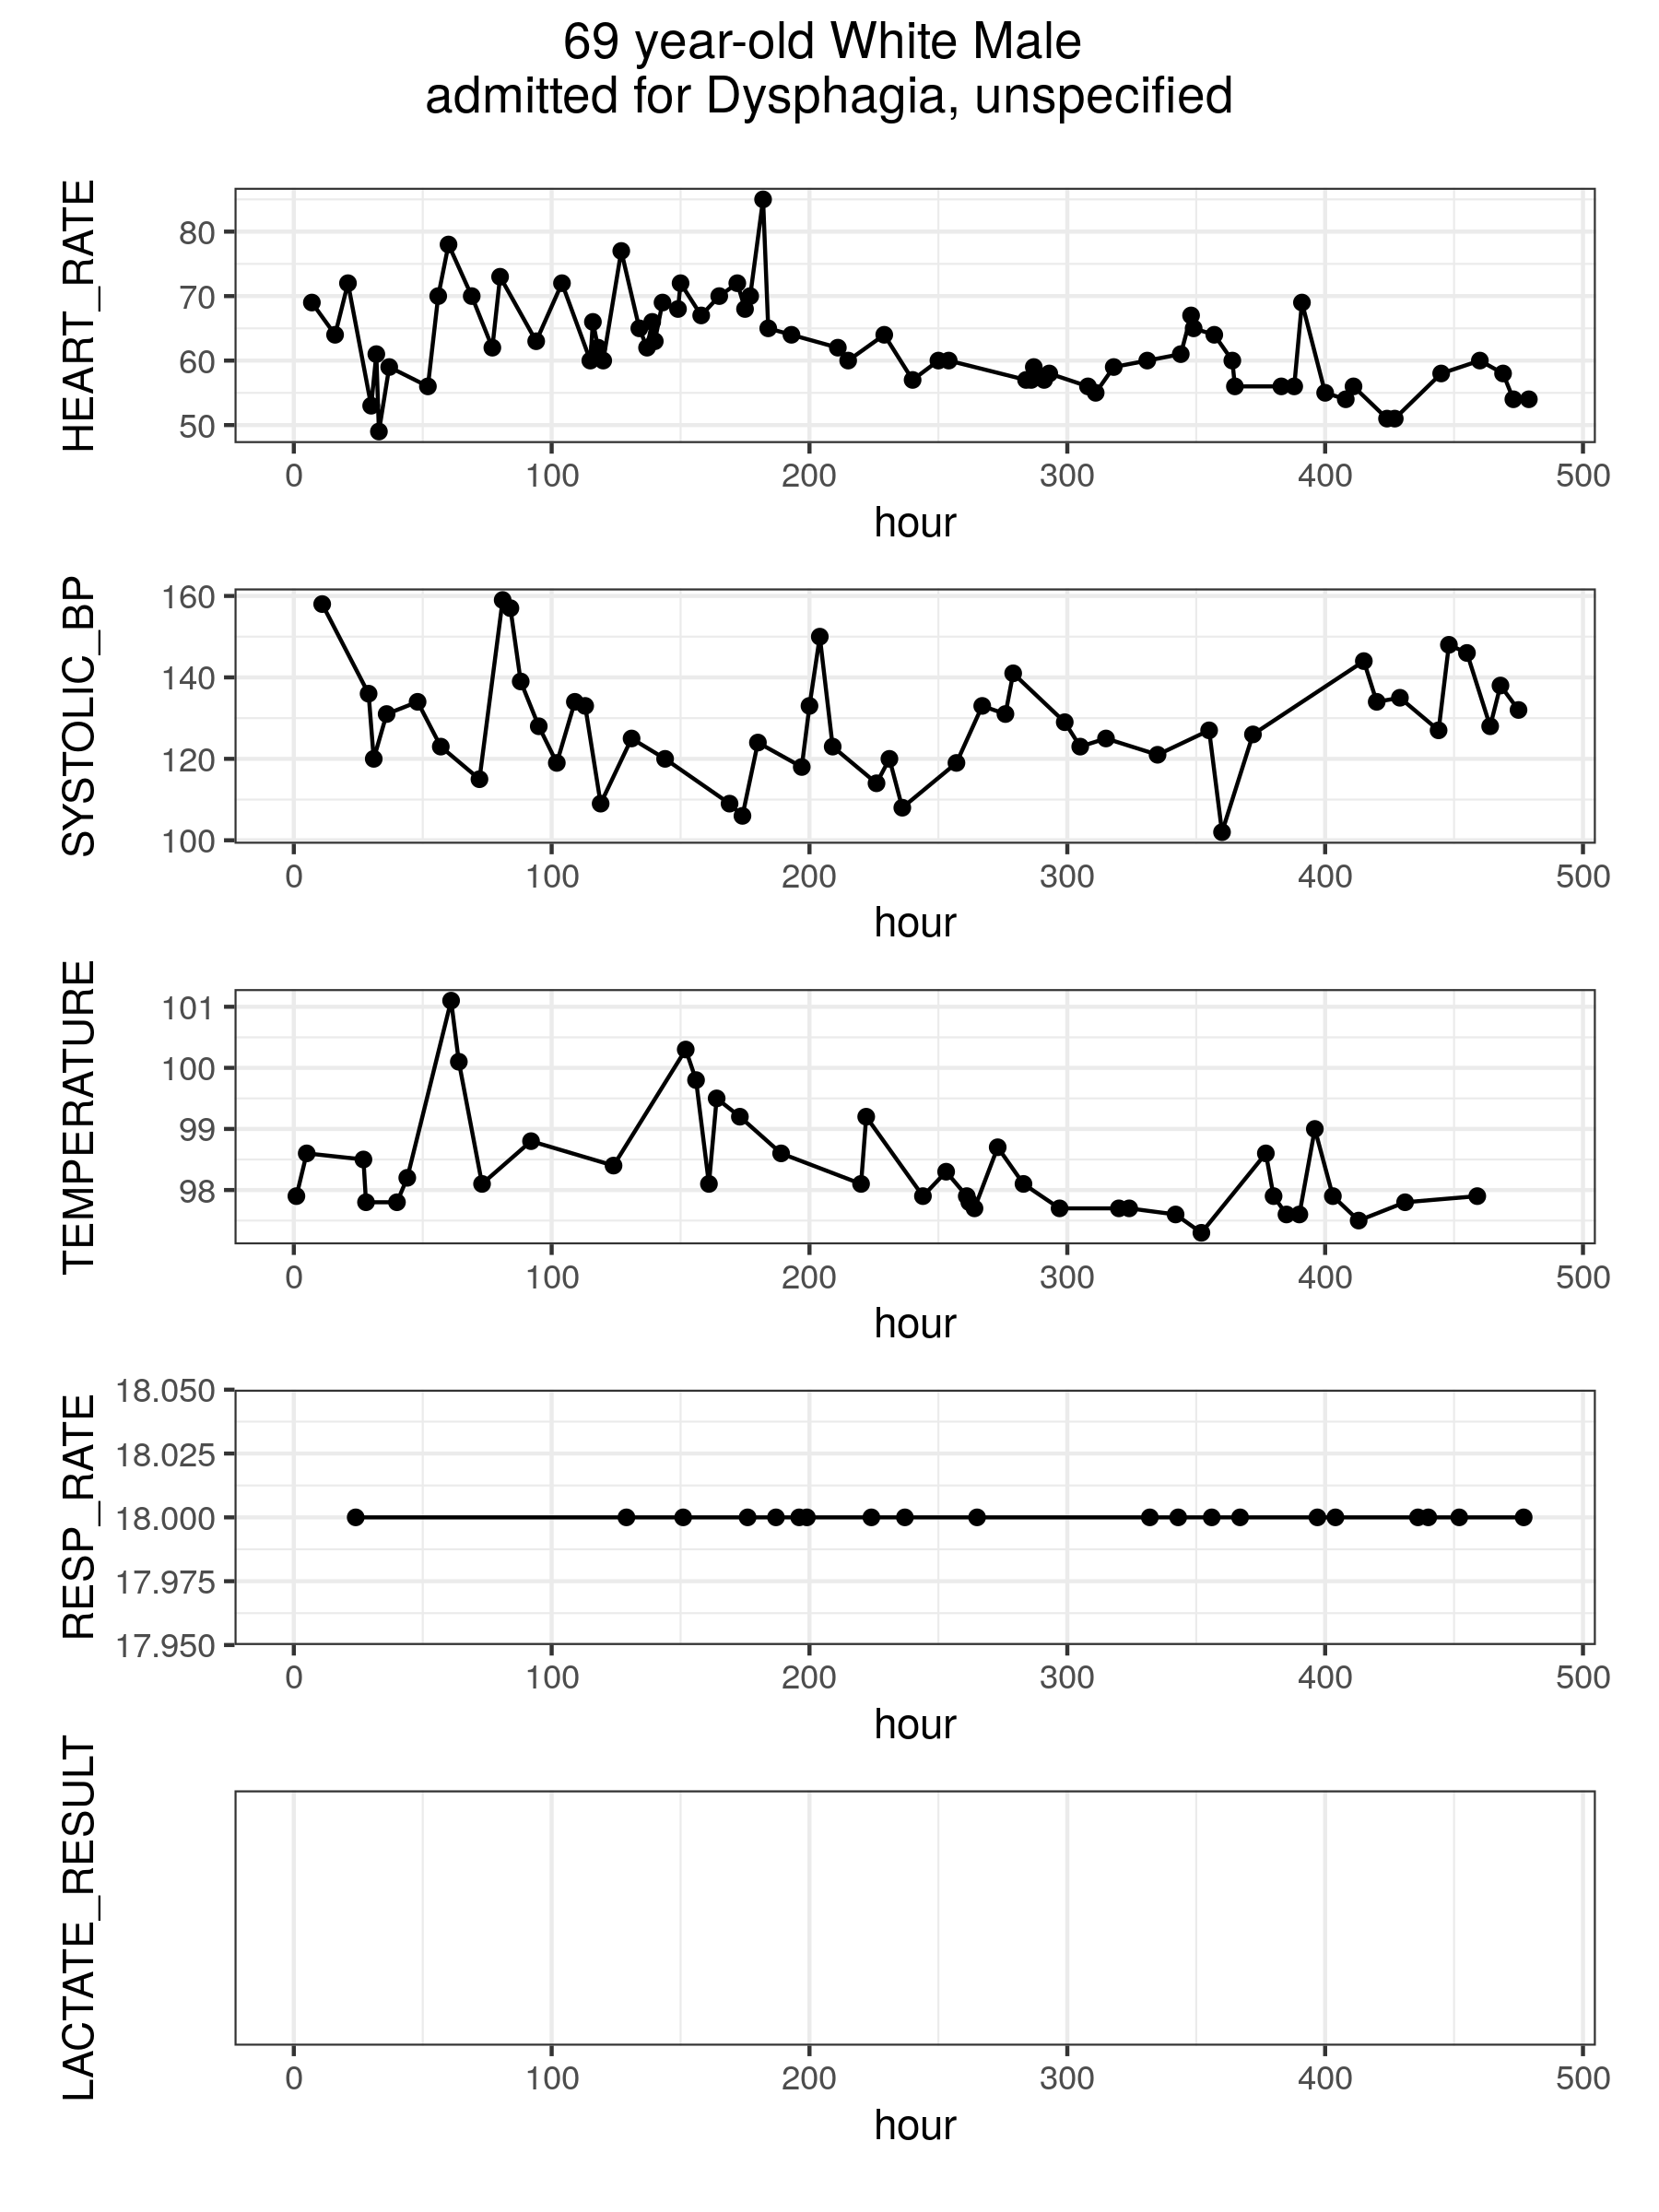 69 year-old White Male
admitted for Dysphagia, unspecified
HEART_RATE
80
70
60
50
0 100 200 300 400 500
hour
SYSTOLIC_BP
160
140
120
100
0 100 200 300 400 500
hour
TEMPERATURE
101
100
99
98
0 100 200 300 400 500
hour
RESP_RATE
18.050
18.025
18.000
17.975
17.950
0 100 200 300 400 500
hour
LACTATE_RESULT
0 100 200 300 400 500
hour